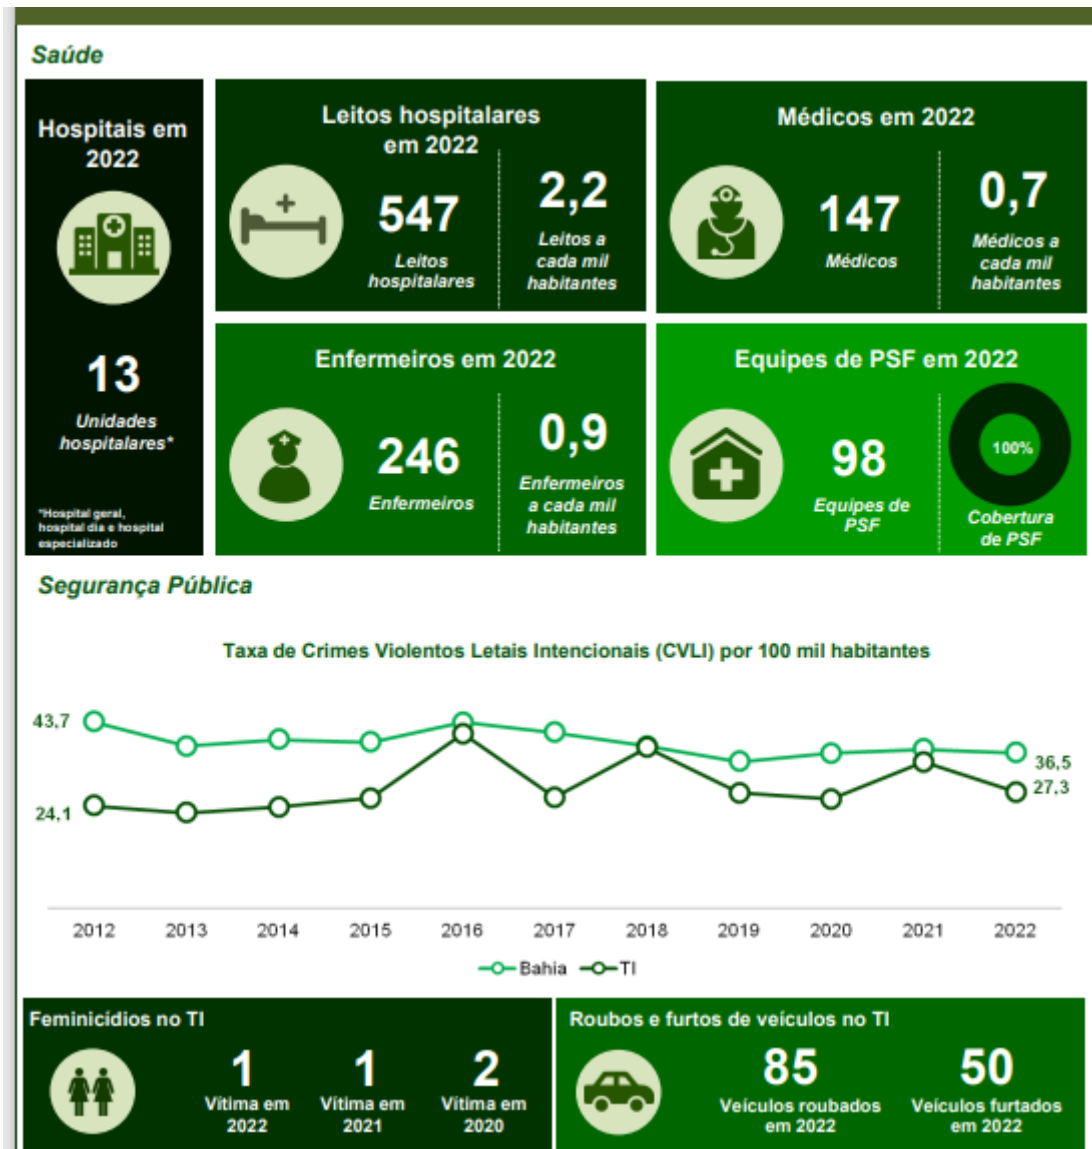 Saúde
Hospitais em
2022
13
Unidades
hospitalares*
*Hospital geral,
hospital dia e hospital
especializado
Leitos hospitalares
em 2022
547
Leitos
hospitalares
2,2
Leitos a
cada mil
habitantes
Médicos em 2022
147
Médicos
0,7
Médicos a
cada mil
habitantes
Enfermeiros em 2022
246
Enfermeiros
0,9
Enfermeiros
a cada mil
habitantes
Equipes de PSF em 2022
98
Equipes de
PSF
100%
Cobertura
de PSF
Segurança Pública
Taxa de Crimes Violentos Letais Intencionais (CVLI) por 100 mil habitantes
43,7
24,1
36,5
27,3
2012 2013 2014 2015 2016 2017 2018 2019 2020 2021 2022
Bahia TI
Feminicídios no TI
1
Vítima em
2022
1
Vítima em
2021
2
Vítima em
2020
Roubos e furtos de veículos no TI
85
Veículos roubados
em 2022
50
Veículos furtados
em 2022